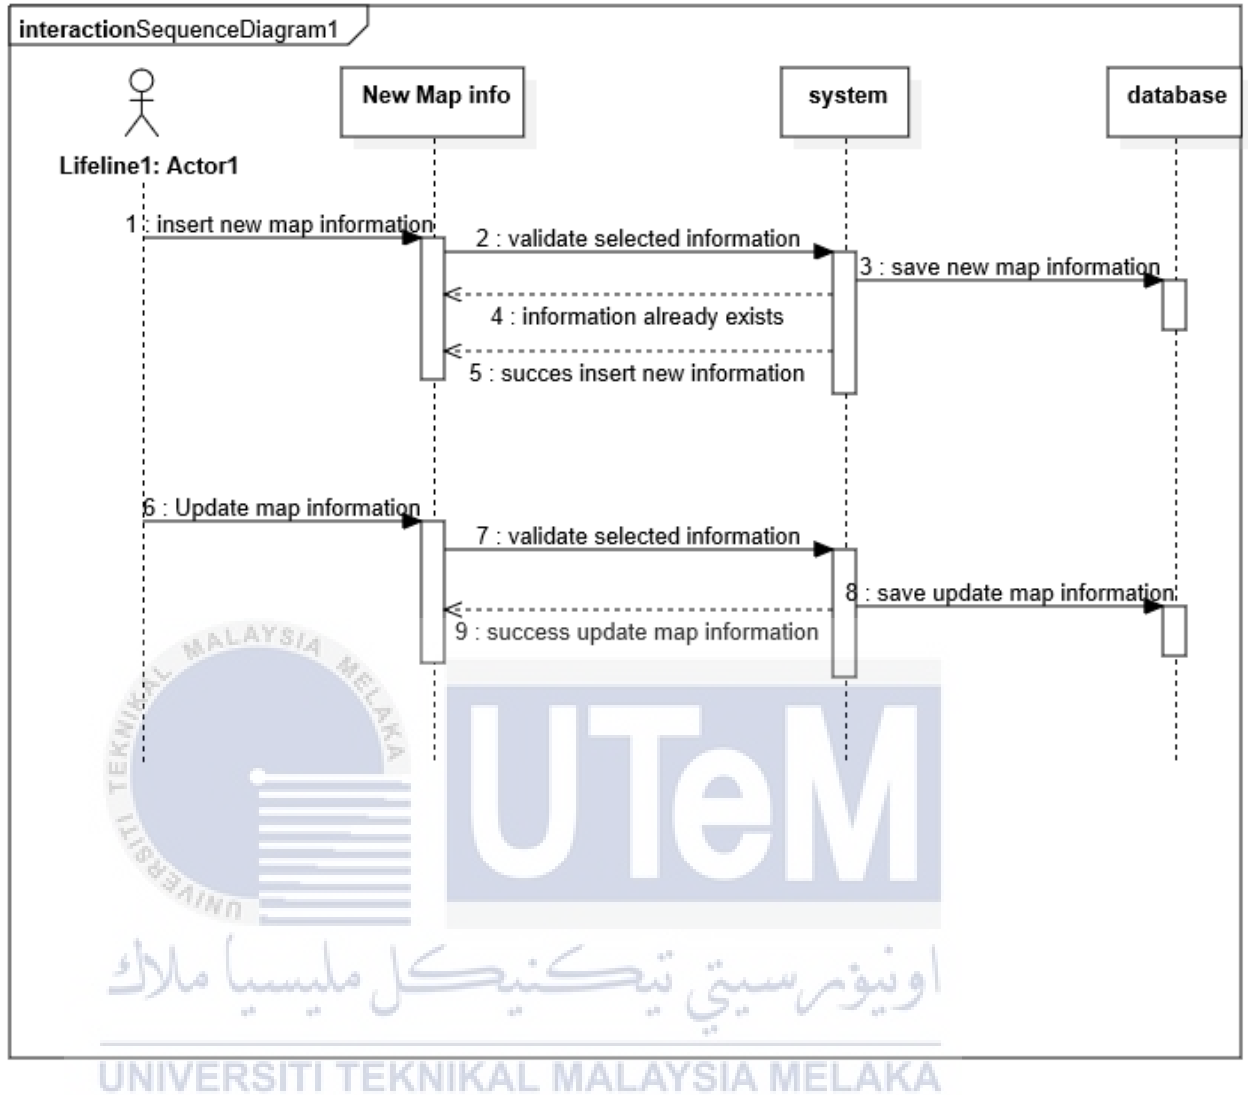 interactionSequenceDiagram1
New Map info
system
database
Lifeline1: Actor1
1 : insert new map information
2 : validate selected information
3 : save new map information
4 : information already exists
5 : succes insert new information
6 : Update map information
7 : validate selected information
8 : save update map information
9 : success update map information
UNIVERSITI TEKNIKAL MALAYSIA MELAKA
UTeM
اونيۏرسيتي تيكنيكل مليسيا ملاك
UNIVERSITI TEKNIKAL MALAYSIA MELAKA